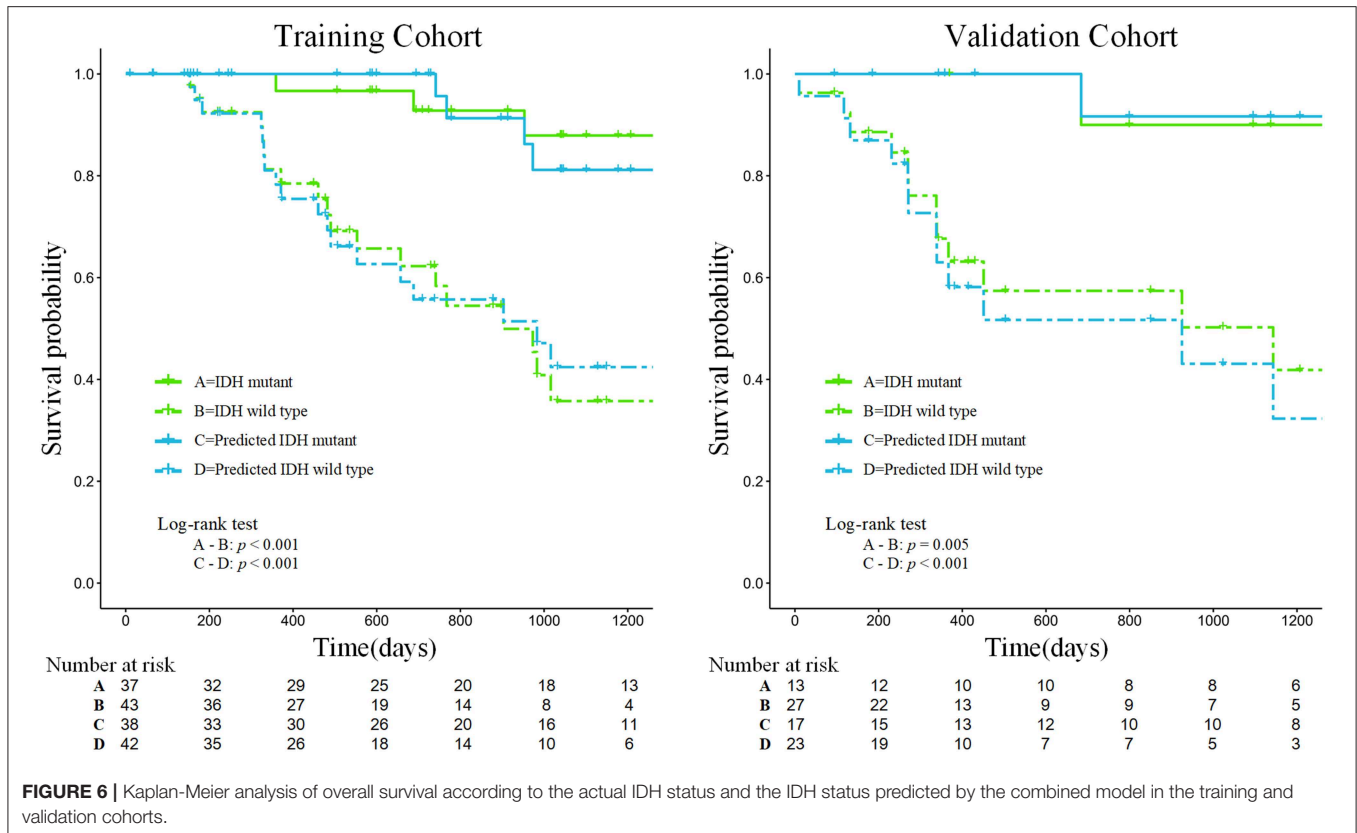 Training Cohort
1.0
0.8
0.6
0.4
0.2
0.0
Survival probability
A=IDH mutant
B=IDH wild type
C=Predicted IDH mutant
D=Predicted IDH wild type
Log-rank test
A - B: p < 0.001
C - D: p < 0.001
0 200 400 600 800 1000 1200
Time(days)
Number at risk
A 37 32 29 25 20 18 13
B 43 36 27 19 14 8 4
C 38 33 30 26 20 16 11
D 42 35 26 18 14 10 6
Validation Cohort
1.0
0.8
0.6
0.4
0.2
0.0
Survival probability
A=IDH mutant
B=IDH wild type
C=Predicted IDH mutant
D=Predicted IDH wild type
Log-rank test
A - B: p = 0.005
C - D: p < 0.001
0 200 400 600 800 1000 1200
Time(days)
Number at risk
A 13 12 10 10 8 8 6
B 27 22 13 9 9 7 5
C 17 15 13 12 10 10 8
D 23 19 10 7 7 5 3
FIGURE 6 | Kaplan-Meier analysis of overall survival according to the actual IDH status and the IDH status predicted by the combined model in the training and
validation cohorts.